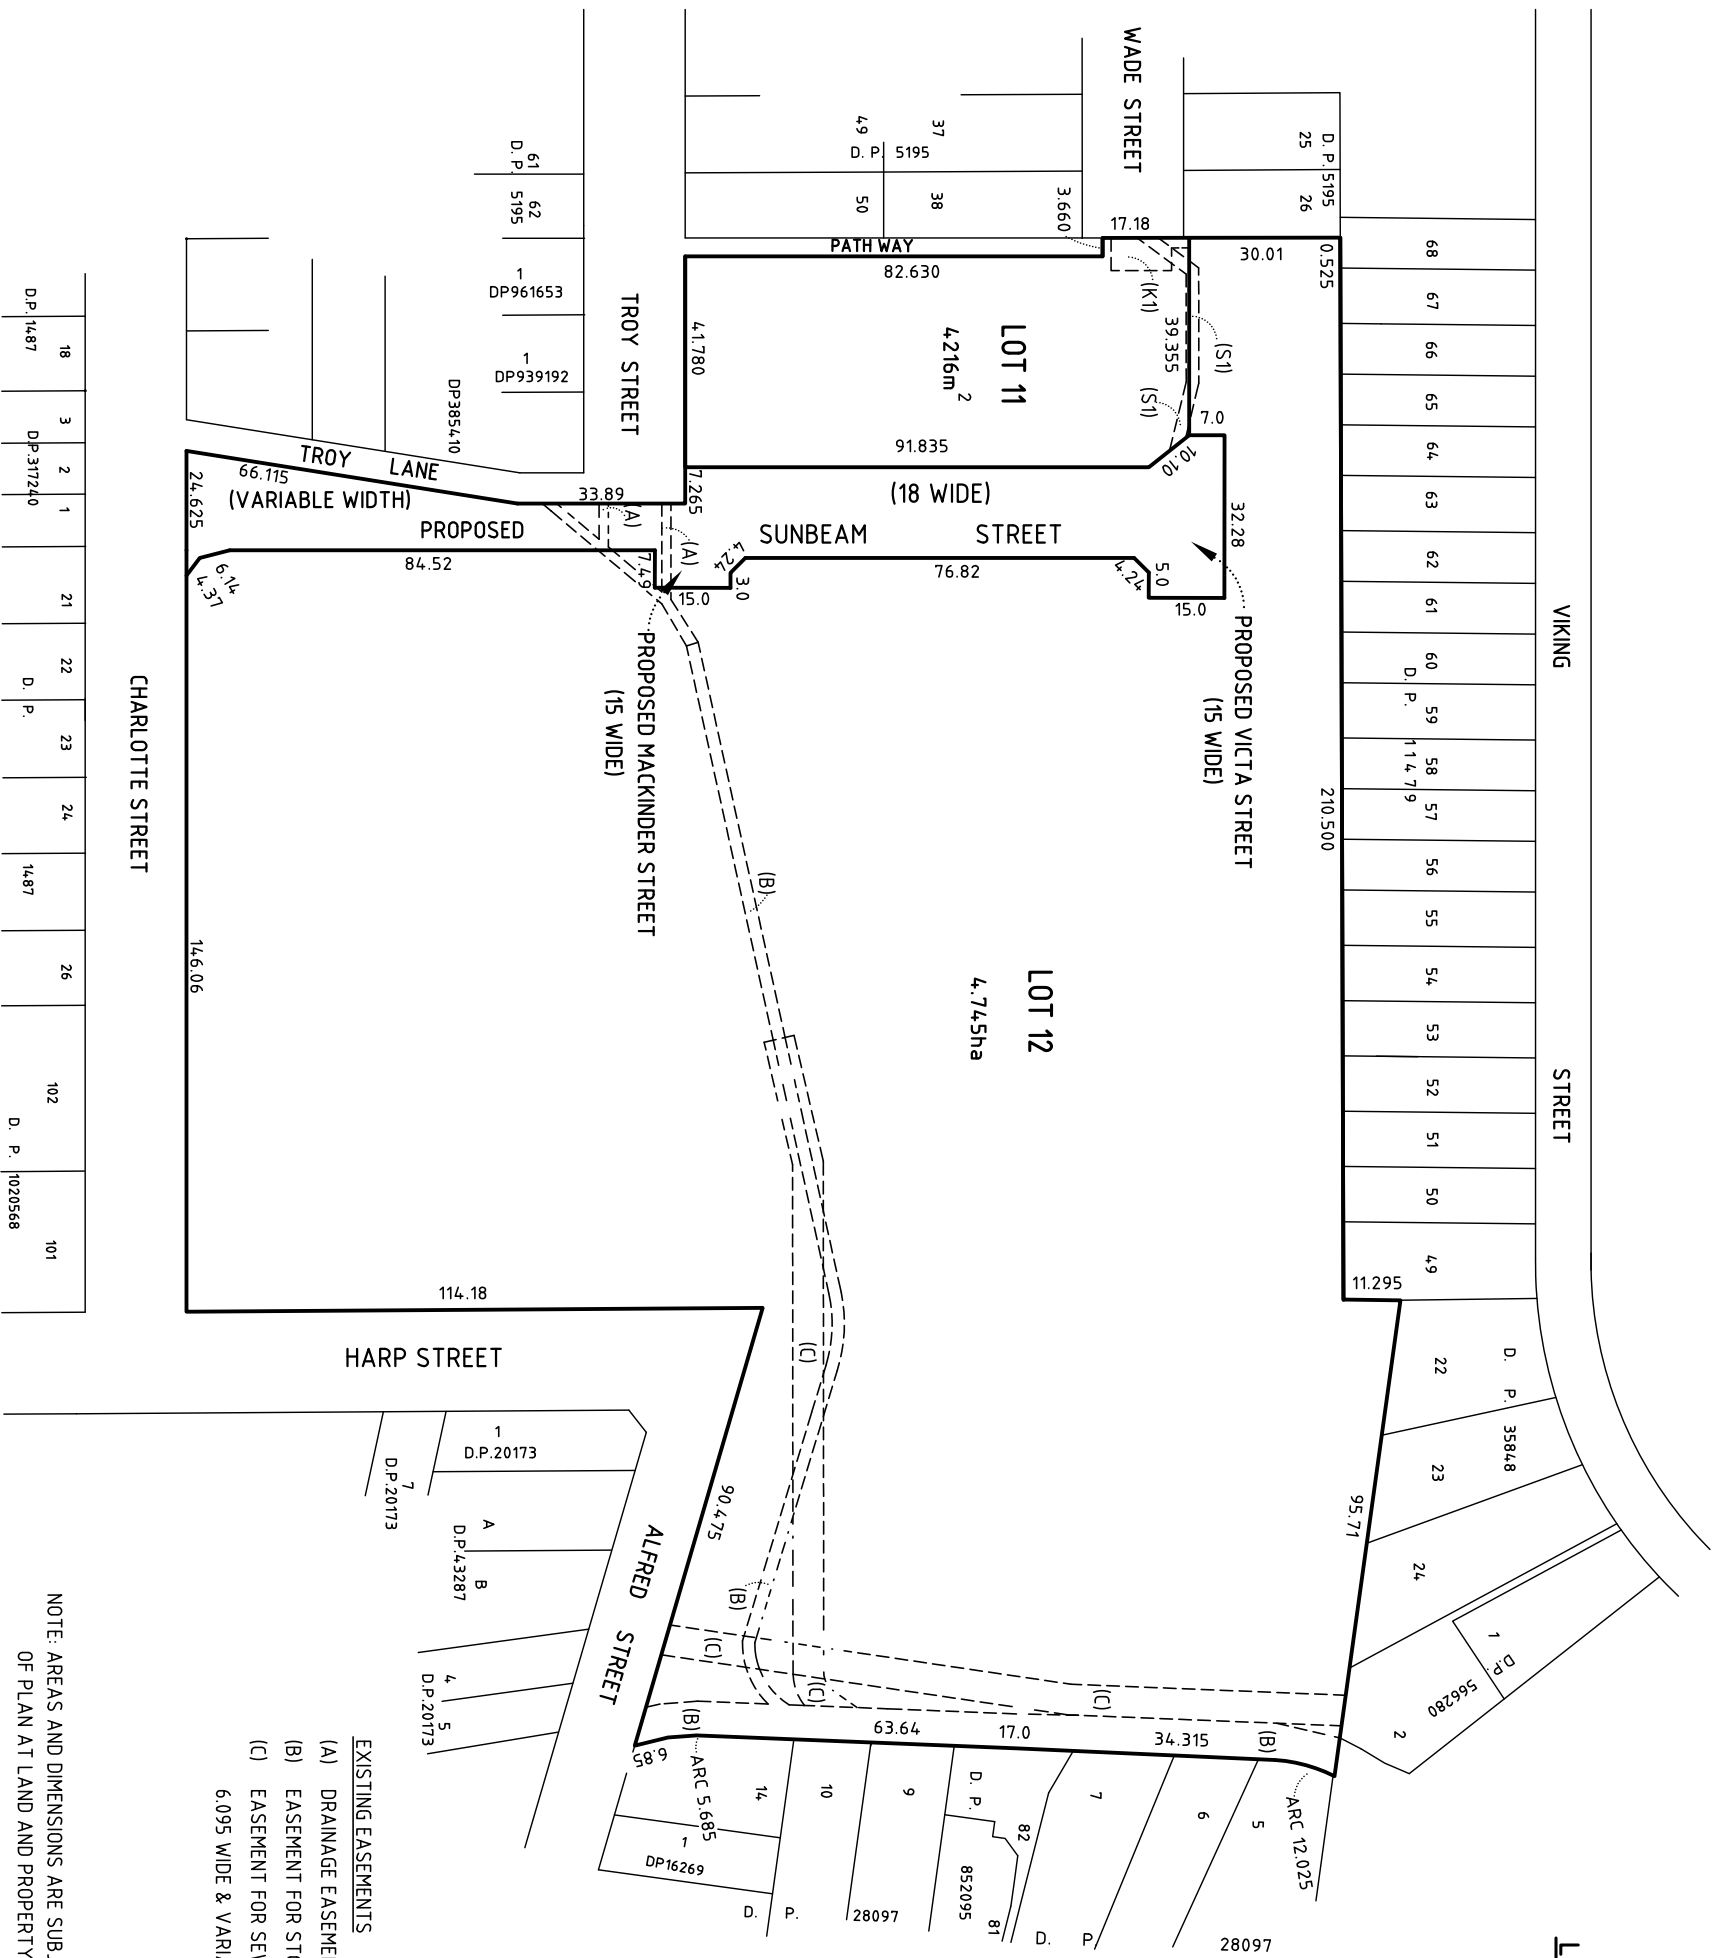 WADE STREET
VIKING
STREET
D. P. 5195
25
26
37
49
D. P. 5195
38
50
61
D. P.
62
5195
3.660
17.18
30.01
0.525
PATH WAY
82.630
(K1)
(S1)
39.355
(S1)
7.0
10.10
LOT 11
4216m2
41.780
91.835
1
DP961653
1
DP939192
DP385410
TROY STREET
TROY LANE
66.115
(VARIABLE WIDTH)
24.625
33.89
7.265
(A)
(A)
(18 WIDE)
PROPOSED
SUNBEAM STREET
84.52
7.49
4.24
3.0
15.0
76.82
4.24
5.0
15.0
32.28
6.14
4.37
PROPOSED MACKINDER STREET
(15 WIDE)
PROPOSED VICTA STREET
(15 WIDE)
68
67
66
65
64
63
62
61
60
59
58
57
56
55
54
53
52
51
50
49
D. P. 11479
210.500
11.295
D.P. 1487
18
3
D.P.317240
2
1
21
22
D. P.
23
24
1487
26
102
D. P. 1020568
101
CHARLOTTE STREET
146.06
(B)
LOT 12
4.745ha
114.18
HARP STREET
(C)
90.475
ALFRED STREET
(B)
(C)
(C)
(C)
(B)
(B)
95.71
22
D. P. 35848
23
24
1
D.P.
566280
2
1
D.P.20173
7
D.P.20173
A
D.P.43287
B
4
D.P.20173
5
6.85
ARC 5.685
63.64
17.0
34.315
ARC 12.025
14
10
9
D. P.
82
852095
81
7
6
5
1
DP16269
D. P. 28097
D. P. 28097
EXISTING EASEMENTS
(A) DRAINAGE EASEME
(B) EASEMENT FOR STO
(C) EASEMENT FOR SEW
6.095 WIDE & VARIA
NOTE: AREAS AND DIMENSIONS ARE SUBJ
OF PLAN AT LAND AND PROPERTY